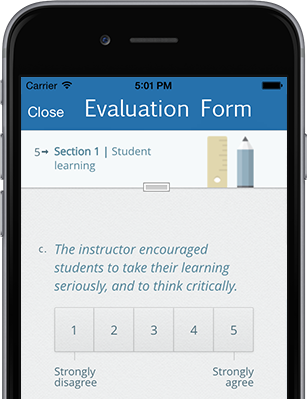 Carrier 5:01 PM
Close Evaluation Form
5→ Section 1 | Student
learning
c. The instructor encouraged
students to take their learning
seriously, and to think critically.
1 2 3 4 5
Strongly Strongly
disagree agree